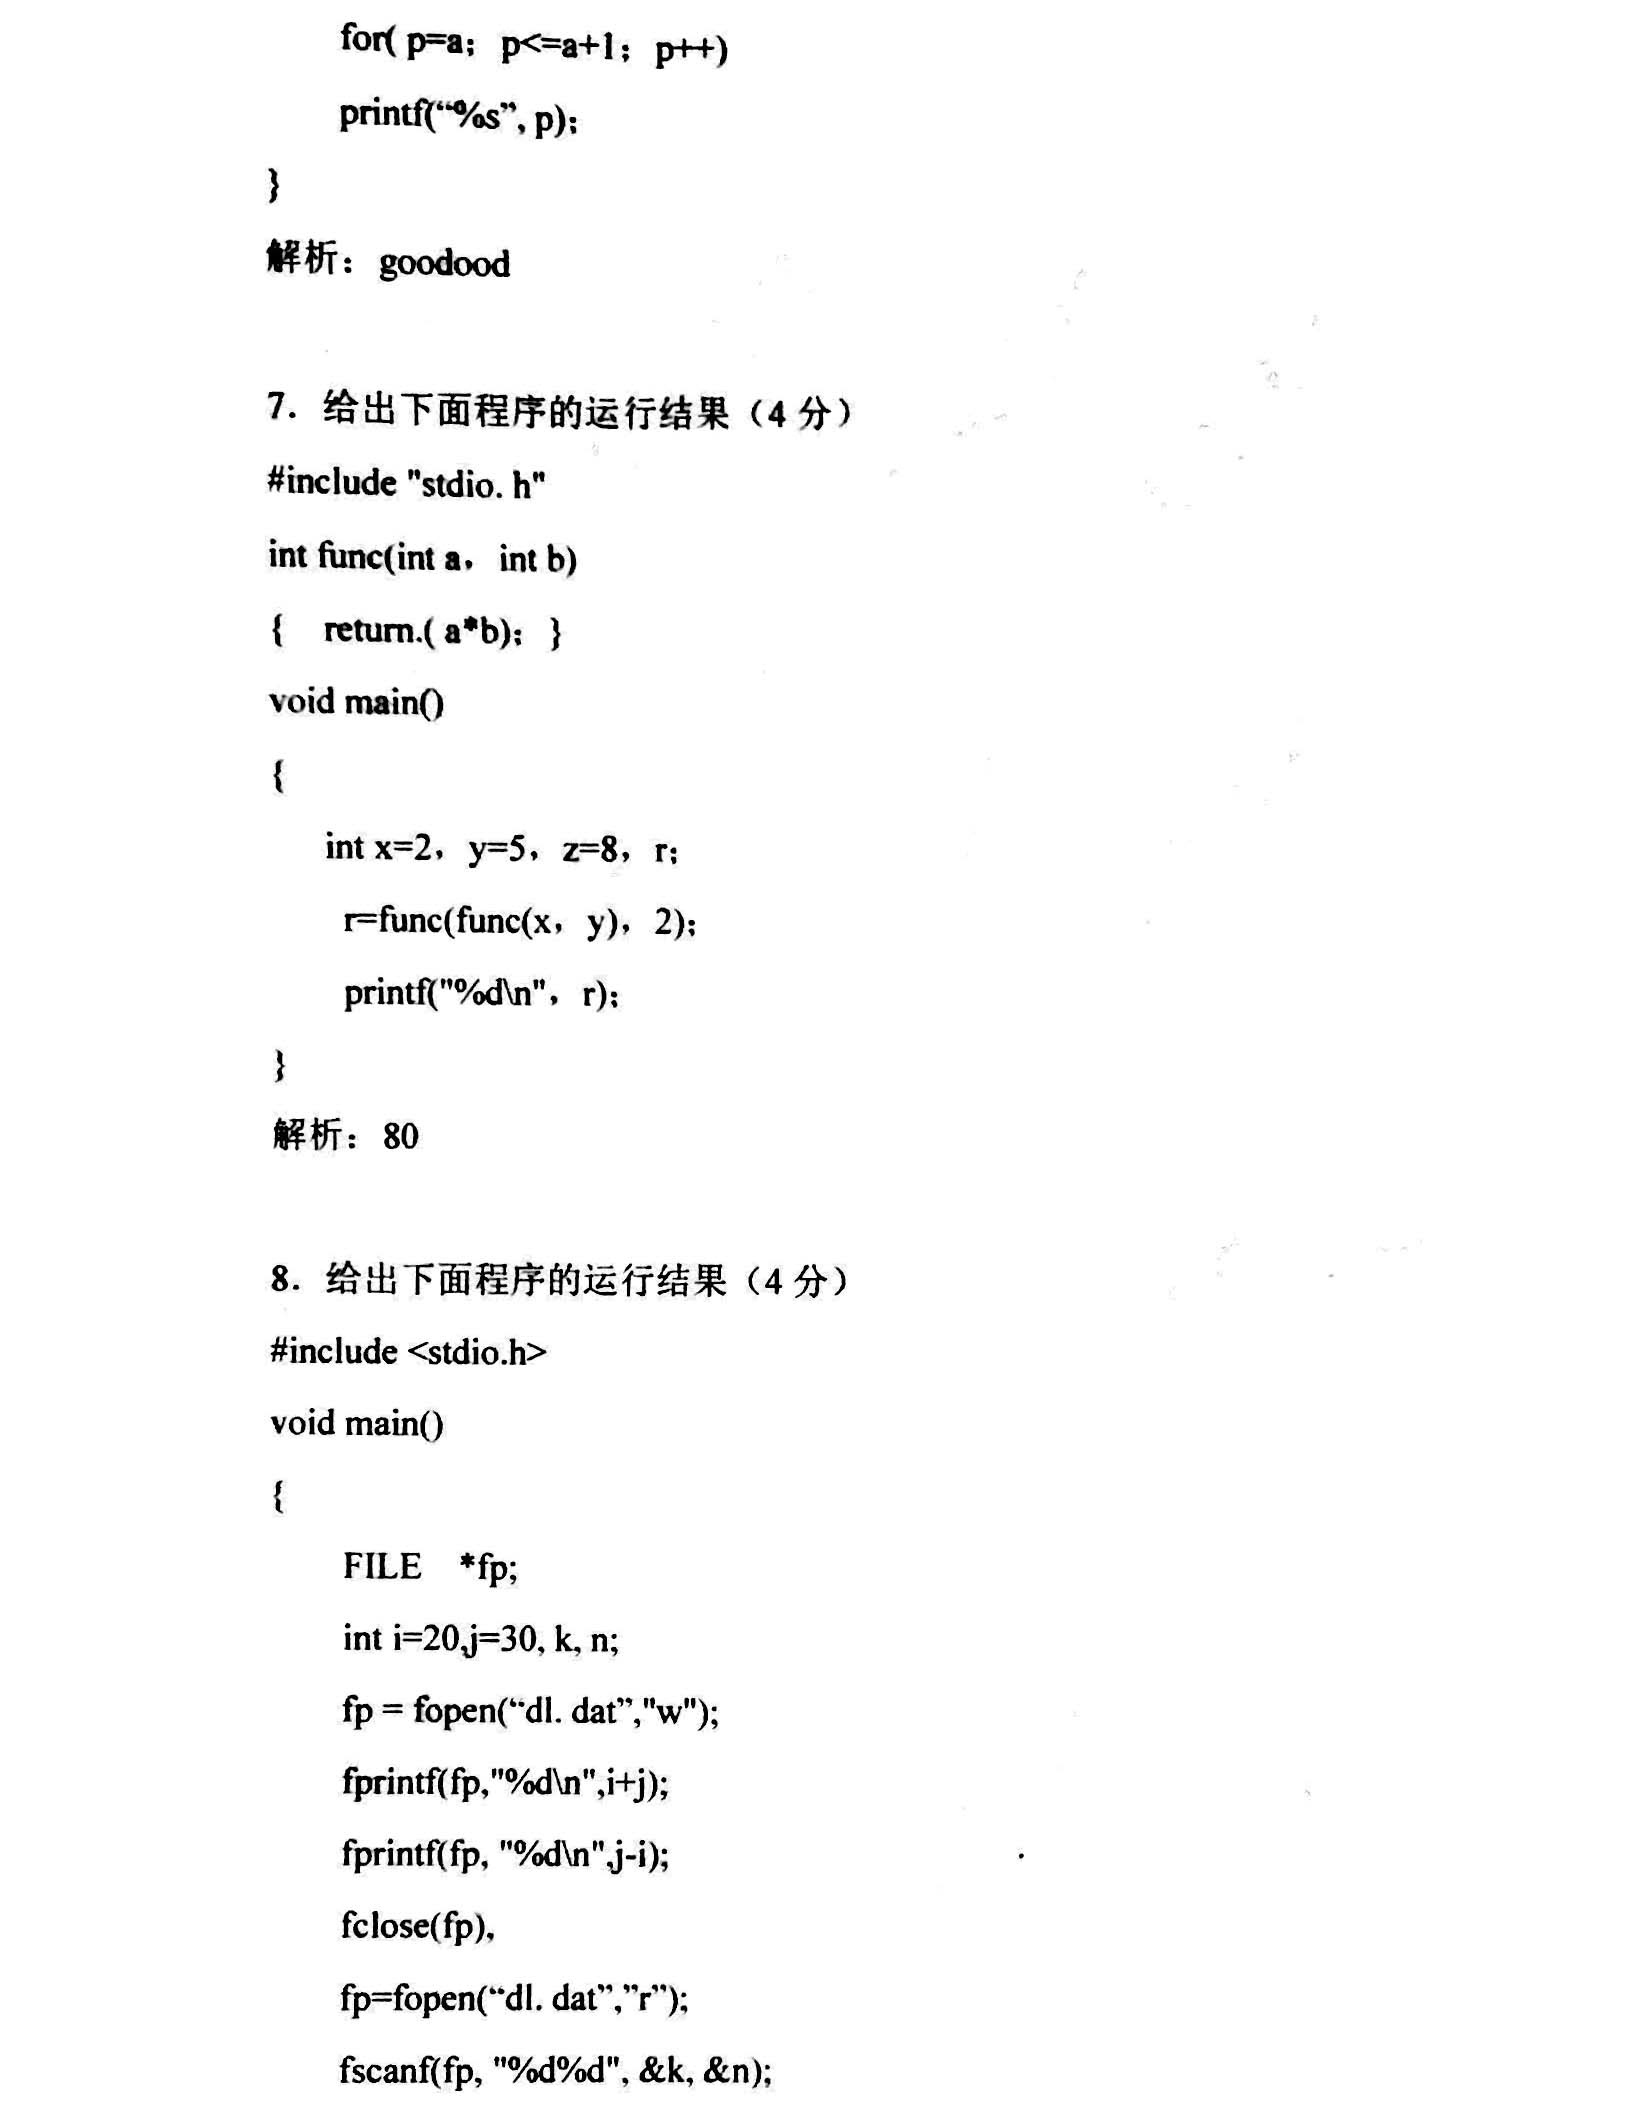 for( p=a；p<=a+1；p++)
printf(“%s”, p)；
}
解析：goodood
7．给出下面程序的运行结果（4 分）
#include "stdio. h"
int func(int a，int b)
{ return.( a*b)；}
void main()
{
int x=2，y=5，z=8，r；
r=func(func(x，y)，2)；
printf("%d\n"，r)；
}
解析：80
8．给出下面程序的运行结果（4 分）
#include <stdio.h>
void main()
{
FILE *fp;
int i=20,j=30, k, n;
fp = fopen(“dl. dat”,"w");
fprintf(fp,"%d\n",i+j);
fprintf(fp, "%d\n",j-i);
fclose(fp),
fp=fopen(“dl. dat”,”r”);
fscanf(fp, "%d%d", &k, &n);